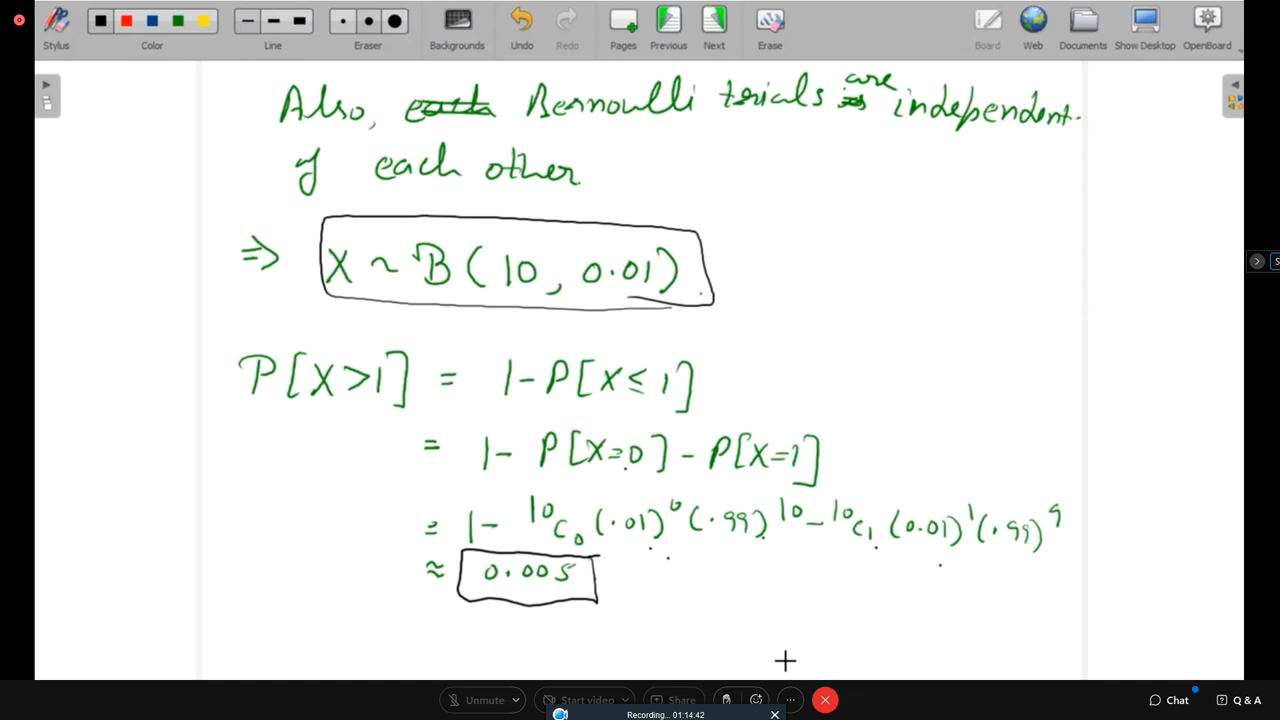 Stylus Color Line Eraser Backgrounds Undo Redo Pages Previous Next Erase Board Web Documents Show Desktop OpenBoard
Also, each Bernoulli trials is are independent.
of each other
⇒ X ~ B ( 10 , 0.01)
P[X>1] = 1-P[X≤1]
= 1- P[X=0] - P[X=1]
= 1- ¹⁰C₀ (.01)⁰ (.99)¹⁰ - ¹⁰C₁ (0.01)¹ (.99)⁹
≈ 0.005
Unmute Start video Share Chat Q & A
Recording... 01:14:42